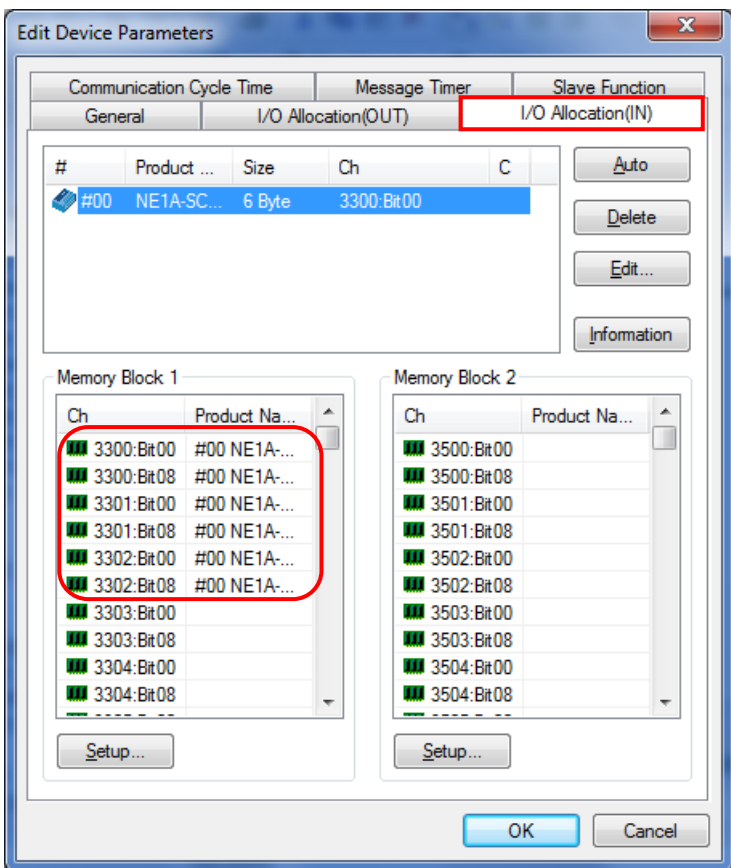 Edit Device Parameters
Communication Cycle Time Message Timer Slave Function
General I/O Allocation(OUT) I/O Allocation(IN)
# Product ... Size Ch C
#00 NE1A-SC... 6 Byte 3300:Bit00
Auto
Delete
Edit...
Information
Memory Block 1
Ch Product Na...
3300:Bit00 #00 NE1A-...
3300:Bit08 #00 NE1A-...
3301:Bit00 #00 NE1A-...
3301:Bit08 #00 NE1A-...
3302:Bit00 #00 NE1A-...
3302:Bit08 #00 NE1A-...
3303:Bit00
3303:Bit08
3304:Bit00
3304:Bit08
Setup...
Memory Block 2
Ch Product Na...
3500:Bit00
3500:Bit08
3501:Bit00
3501:Bit08
3502:Bit00
3502:Bit08
3503:Bit00
3503:Bit08
3504:Bit00
3504:Bit08
Setup...
OK Cancel